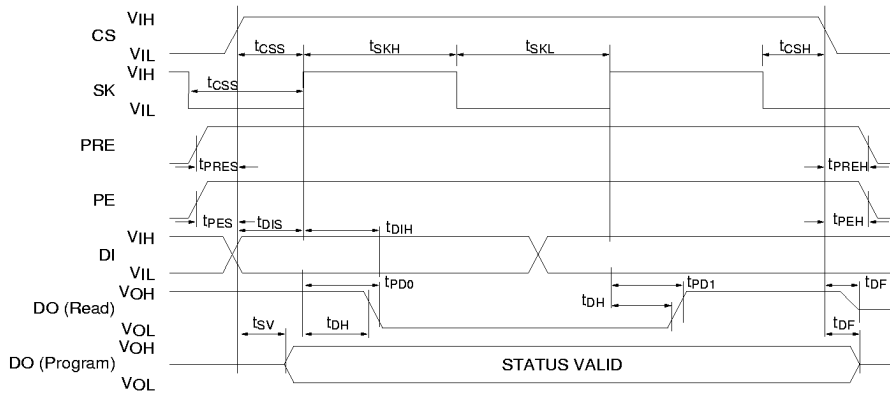 CS VIH
VIL
tCSS tSKH tSKL tCSH
SK VIH
VIL
tCSS
PRE
tPRES tPREH
PE
tPES tDIS tDIH tPEH
DI VIH
VIL
DO (Read) VOH
VOL
tPD0 tPD1 tDF
tDH
tSV tDH tDF
DO (Program) VOH
VOL
STATUS VALID